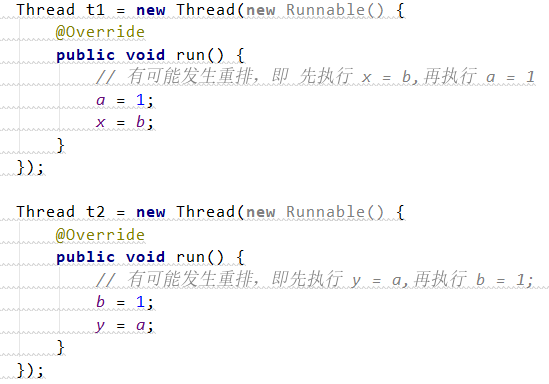 Thread t1 = new Thread(new Runnable() {
    @Override
    public void run() {
        // 有可能发生重排，即 先执行 x = b,再执行 a = 1
        a = 1;
        x = b;
    }
});

Thread t2 = new Thread(new Runnable() {
    @Override
    public void run() {
        // 有可能发生重排，即先执行 y = a,再执行 b = 1;
        b = 1;
        y = a;
    }
});